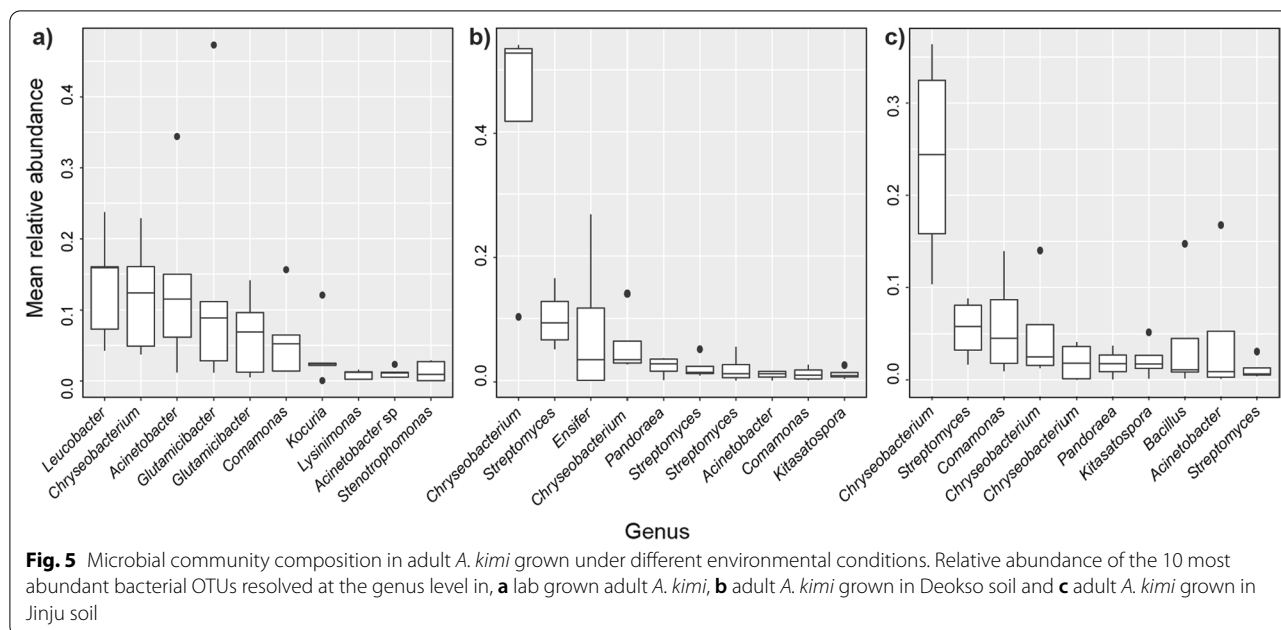 a)
b)
c)
Mean relative abundance
0.4
0.3
0.2
0.1
0.0
0.4
0.2
0.0
0.3
0.2
0.1
0.0
Leucobacter
Chryseobacterium
Acinetobacter
Glutamicibacter
Glutamicibacter
Comamonas
Kocuria
Lysinimonas
Acinetobacter sp
Stenotrophomonas
Chryseobacterium
Streptomyces
Ensifer
Chryseobacterium
Pandoraea
Streptomyces
Streptomyces
Acinetobacter
Comamonas
Kitasatospora
Chryseobacterium
Streptomyces
Comamonas
Chryseobacterium
Chryseobacterium
Pandoraea
Kitasatospora
Bacillus
Acinetobacter
Streptomyces
Genus
Fig. 5 Microbial community composition in adult A. kimi grown under different environmental conditions. Relative abundance of the 10 most
abundant bacterial OTUs resolved at the genus level in, a lab grown adult A. kimi, b adult A. kimi grown in Deokso soil and c adult A. kimi grown in
Jinju soil